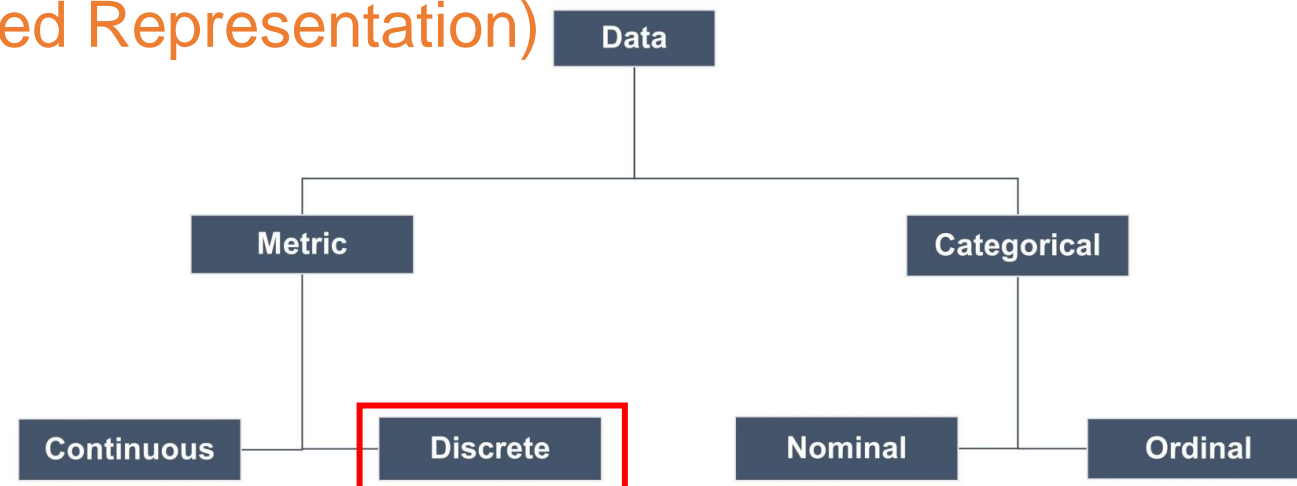 ed Representation)
Data
Metric
Categorical
Continuous
Discrete
Nominal
Ordinal